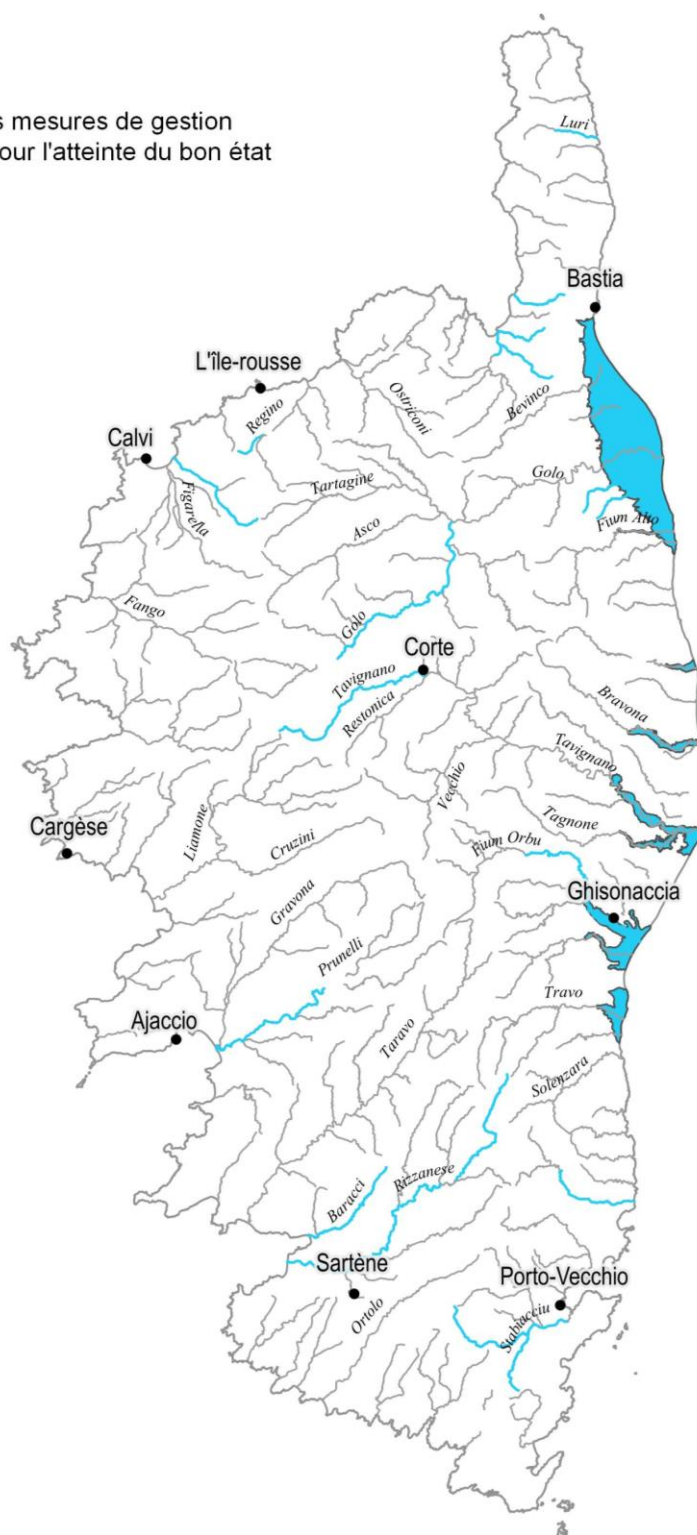 s mesures de gestion
our l'atteinte du bon état
Luri
Bastia
L'île-rousse
Regino
Ostriconi
Bevinco
Calvi
Figarella
Tartagine
Golo
Asco
Fium Alto
Fango
Golo
Corte
Tavignano
Restonica
Bravona
Tavignano
Vecchio
Tagnone
Liamone
Cargèse
Cruzini
Fium Orbu
Gravona
Ghisonaccia
Prunelli
Travo
Ajaccio
Taravo
Solenzara
Rizzanese
Baracci
Sartène
Porto-Vecchio
Ortolo
Stabiacciu